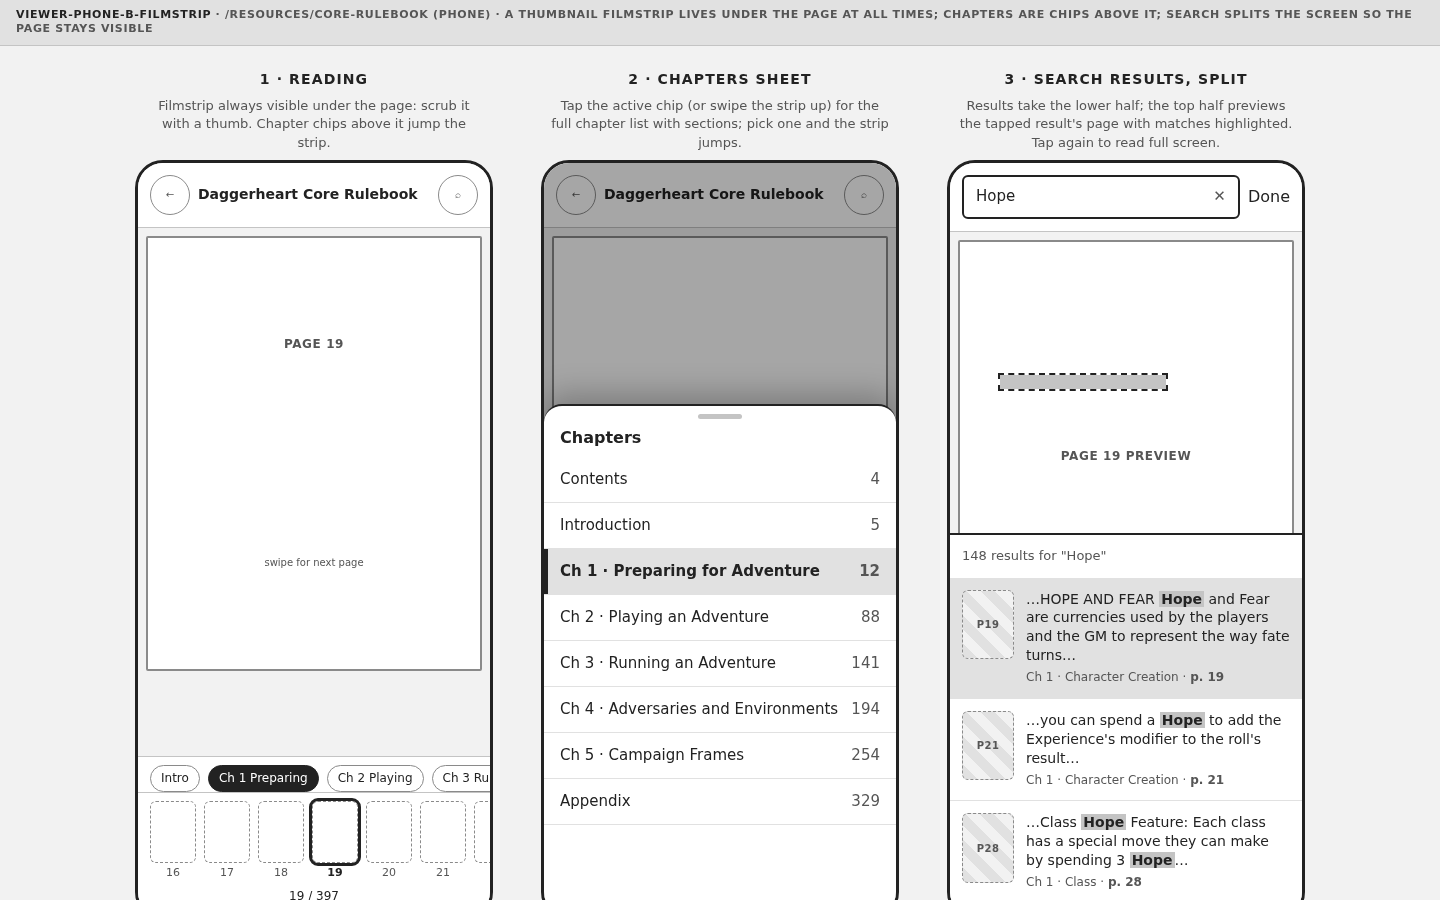 VIEWER-PHONE-B-FILMSTRIP · /RESOURCES/CORE-RULEBOOK (PHONE) · A THUMBNAIL FILMSTRIP LIVES UNDER THE PAGE AT ALL TIMES; CHAPTERS ARE CHIPS ABOVE IT; SEARCH SPLITS THE SCREEN SO THE
PAGE STAYS VISIBLE
1 · READING
Filmstrip always visible under the page: scrub it
with a thumb. Chapter chips above it jump the
strip.
←
Daggerheart Core Rulebook
⌕
PAGE 19
swipe for next page
Intro
Ch 1 Preparing
Ch 2 Playing
Ch 3 Ru
16
17
18
19
20
21
19 / 397
2 · CHAPTERS SHEET
Tap the active chip (or swipe the strip up) for the
full chapter list with sections; pick one and the strip
jumps.
←
Daggerheart Core Rulebook
⌕
Chapters
Contents 4
Introduction 5
Ch 1 · Preparing for Adventure 12
Ch 2 · Playing an Adventure 88
Ch 3 · Running an Adventure 141
Ch 4 · Adversaries and Environments 194
Ch 5 · Campaign Frames 254
Appendix 329
3 · SEARCH RESULTS, SPLIT
Results take the lower half; the top half previews
the tapped result's page with matches highlighted.
Tap again to read full screen.
Hope ✕
Done
PAGE 19 PREVIEW
148 results for "Hope"
P19
…HOPE AND FEAR Hope and Fear
are currencies used by the players
and the GM to represent the way fate
turns…
Ch 1 · Character Creation · p. 19
P21
…you can spend a Hope to add the
Experience's modifier to the roll's
result…
Ch 1 · Character Creation · p. 21
P28
…Class Hope Feature: Each class
has a special move they can make
by spending 3 Hope…
Ch 1 · Class · p. 28